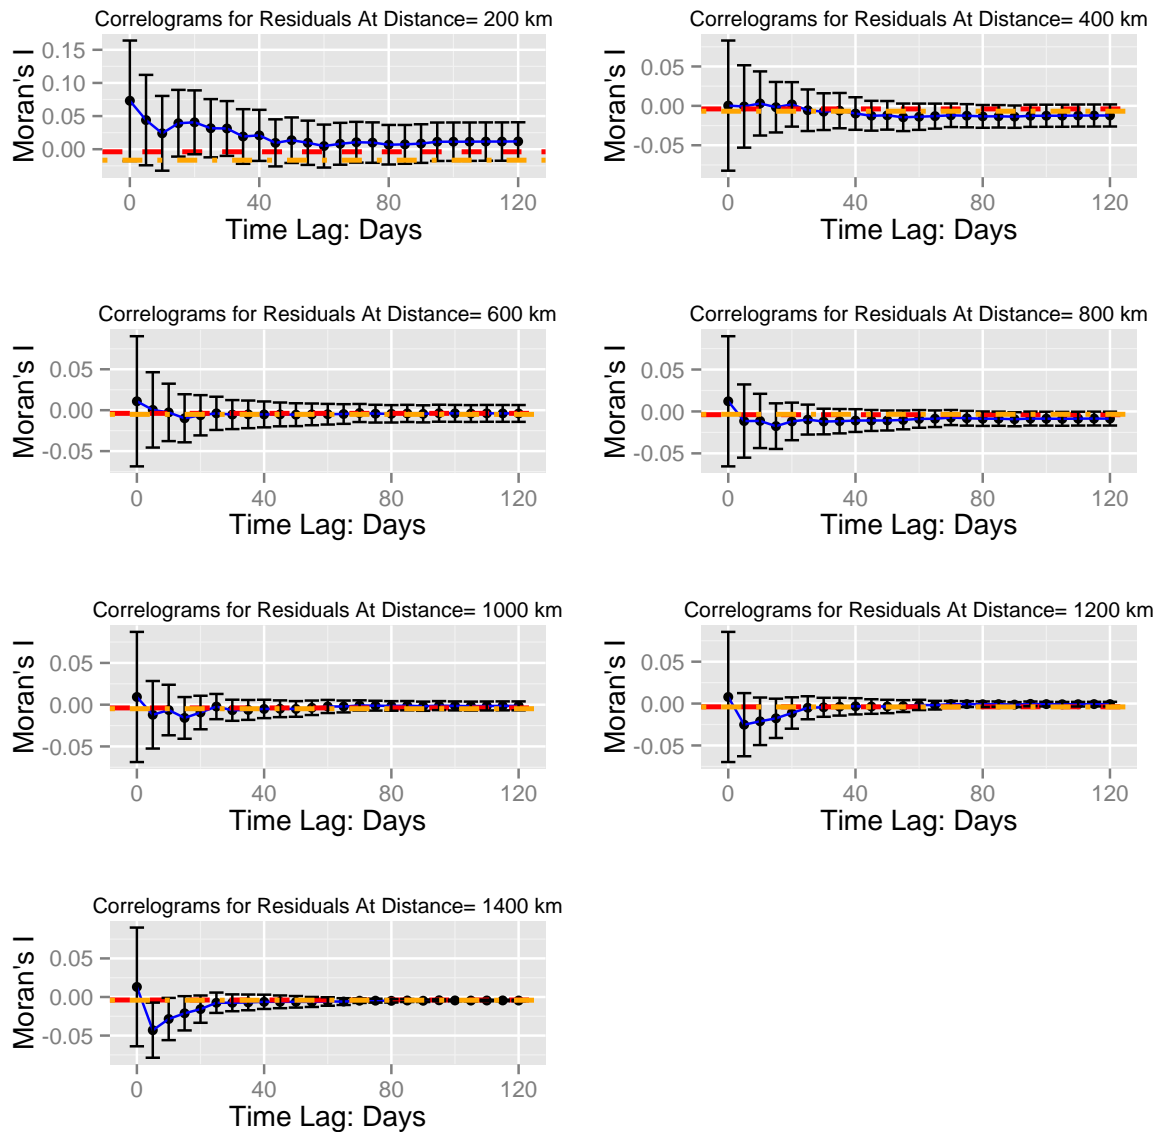 Correlograms for Residuals At Distance= 200 km
Moran's I
0.15
0.10
0.05
0.00
0 40 80 120
Time Lag: Days
Correlograms for Residuals At Distance= 400 km
Moran's I
0.05
0.00
-0.05
0 40 80 120
Time Lag: Days
Correlograms for Residuals At Distance= 600 km
Moran's I
0.05
0.00
-0.05
0 40 80 120
Time Lag: Days
Correlograms for Residuals At Distance= 800 km
Moran's I
0.05
0.00
-0.05
0 40 80 120
Time Lag: Days
Correlograms for Residuals At Distance= 1000 km
Moran's I
0.05
0.00
-0.05
0 40 80 120
Time Lag: Days
Correlograms for Residuals At Distance= 1200 km
Moran's I
0.05
0.00
-0.05
0 40 80 120
Time Lag: Days
Correlograms for Residuals At Distance= 1400 km
Moran's I
0.05
0.00
-0.05
0 40 80 120
Time Lag: Days